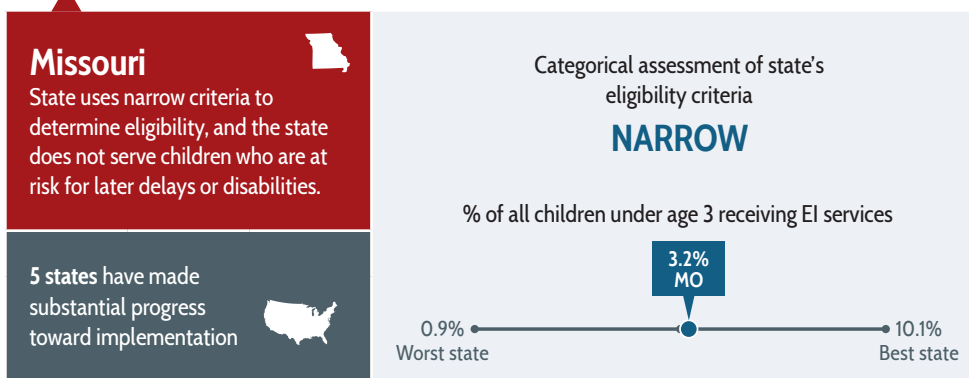 Missouri
State uses narrow criteria to
determine eligibility, and the state
does not serve children who are at
risk for later delays or disabilities.
5 states have made
substantial progress
toward implementation
Categorical assessment of state's
eligibility criteria
NARROW
% of all children under age 3 receiving EI services
3.2%
MO
0.9%
Worst state
10.1%
Best state